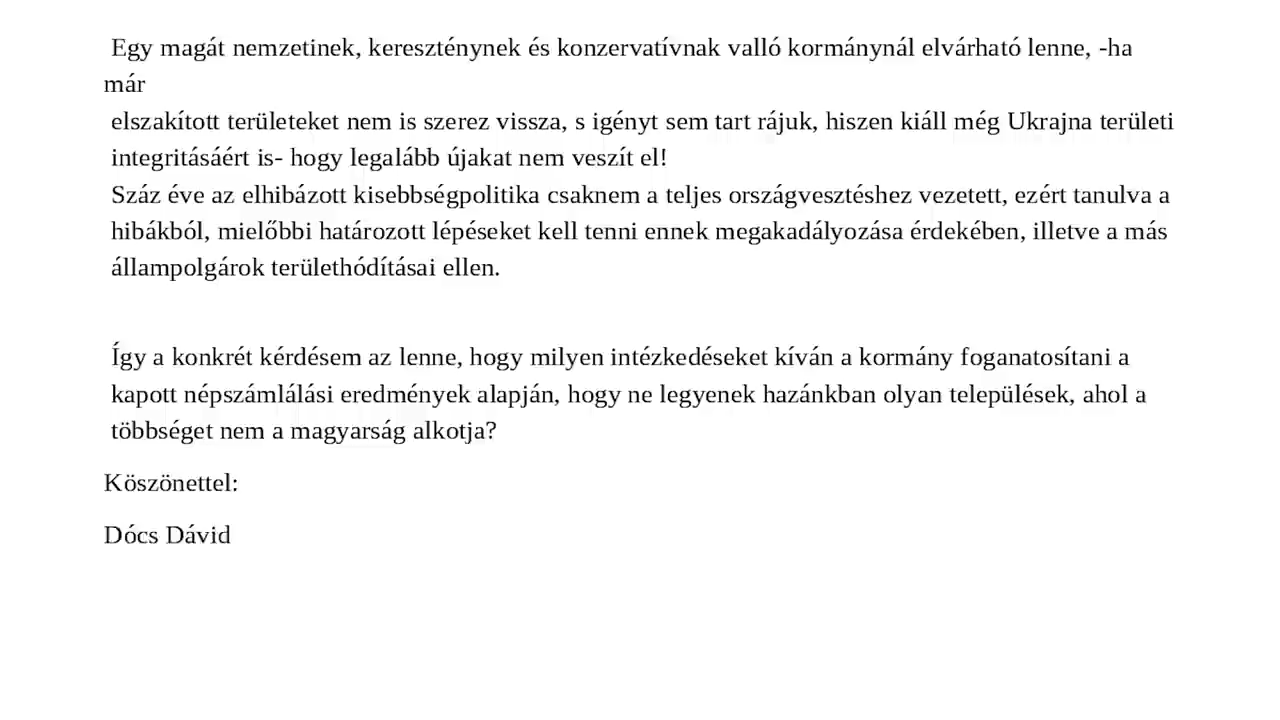 Egy magát nemzetinek, kereszténynek és konzervatívnak valló kormánynál elvárható lenne, -ha
már
elszakított területeket nem is szerez vissza, s igényt sem tart rájuk, hiszen kiáll még Ukrajna területi
integritásáért is- hogy legalább újakat nem veszít el!
Száz éve az elhibázott kisebbségpolitika csaknem a teljes országvesztéshez vezetett, ezért tanulva a
hibákból, mielőbbi határozott lépéseket kell tenni ennek megakadályozása érdekében, illetve a más
állampolgárok területhódításai ellen.
Így a konkrét kérdésem az lenne, hogy milyen intézkedéseket kíván a kormány foganatosítani a
kapott népszámlálási eredmények alapján, hogy ne legyenek hazánkban olyan települések, ahol a
többséget nem a magyarság alkotja?
Köszönettel:
Dócs Dávid